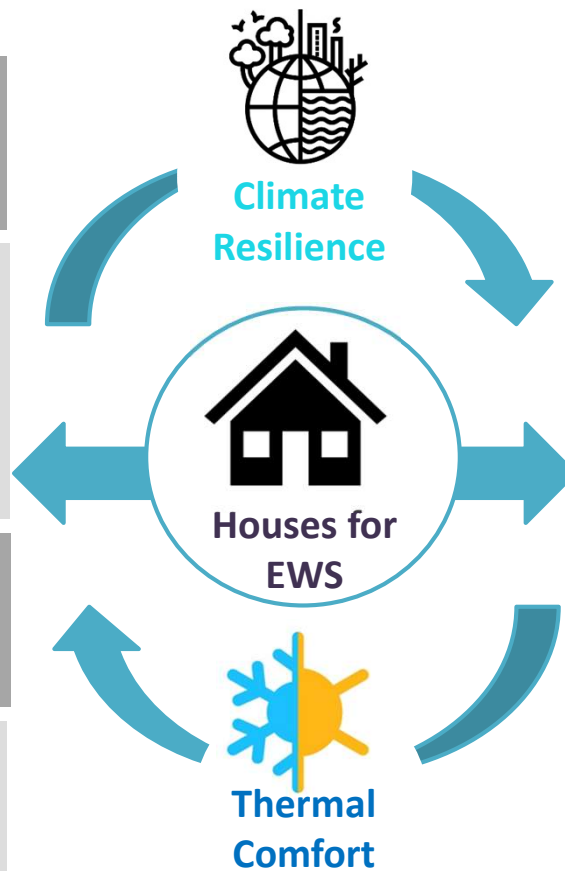 Climate
Resilience
Houses for
EWS
Thermal
Comfort